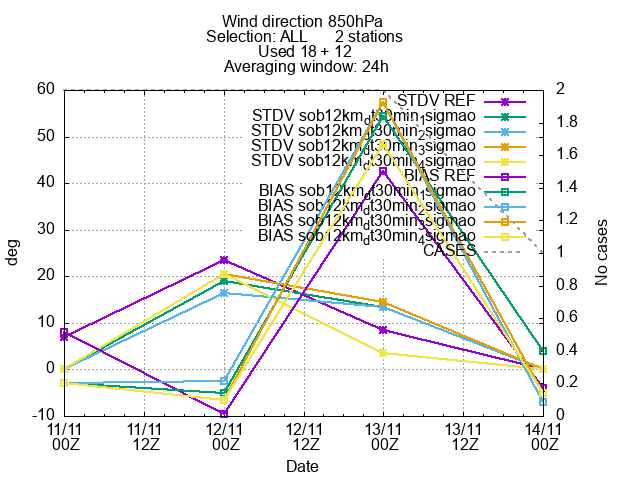 Wind direction 850hPa
Selection: ALL 2 stations
Used 18 + 12
Averaging window: 24h
STDV REF
STDV sob12km_dt30min_1sigmao
STDV sob12km_dt30min_2sigmao
STDV sob12km_dt30min_3sigmao
STDV sob12km_dt30min_4sigmao
BIAS REF
BIAS sob12km_dt30min_1sigmao
BIAS sob12km_dt30min_2sigmao
BIAS sob12km_dt30min_3sigmao
BIAS sob12km_dt30min_4sigmao
CASES
60
50
40
30
20
10
0
-10
deg
2
1.8
1.6
1.4
1.2
1
0.8
0.6
0.4
0.2
0
No cases
11/11 11/11 12/11 12/11 13/11 13/11 14/11
00Z 12Z 00Z 12Z 00Z 12Z 00Z
Date